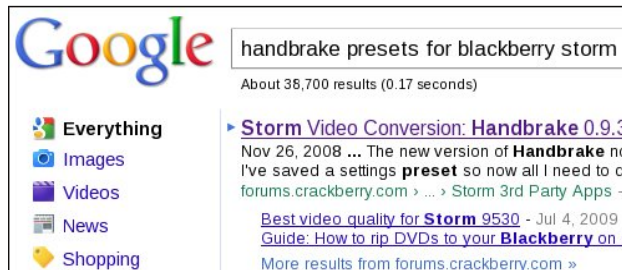 Google
handbrake presets for blackberry storm
About 38,700 results (0.17 seconds)
Everything
Images
Videos
News
Shopping
Storm Video Conversion: Handbrake 0.9.3
Nov 26, 2008 ... The new version of Handbrake
I've saved a settings preset so now all I need to
forums.crackberry.com › ... › Storm 3rd Party Apps -
Best video quality for Storm 9530 - Jul 4, 2009
Guide: How to rip DVDs to your Blackberry on
More results from forums.crackberry.com »